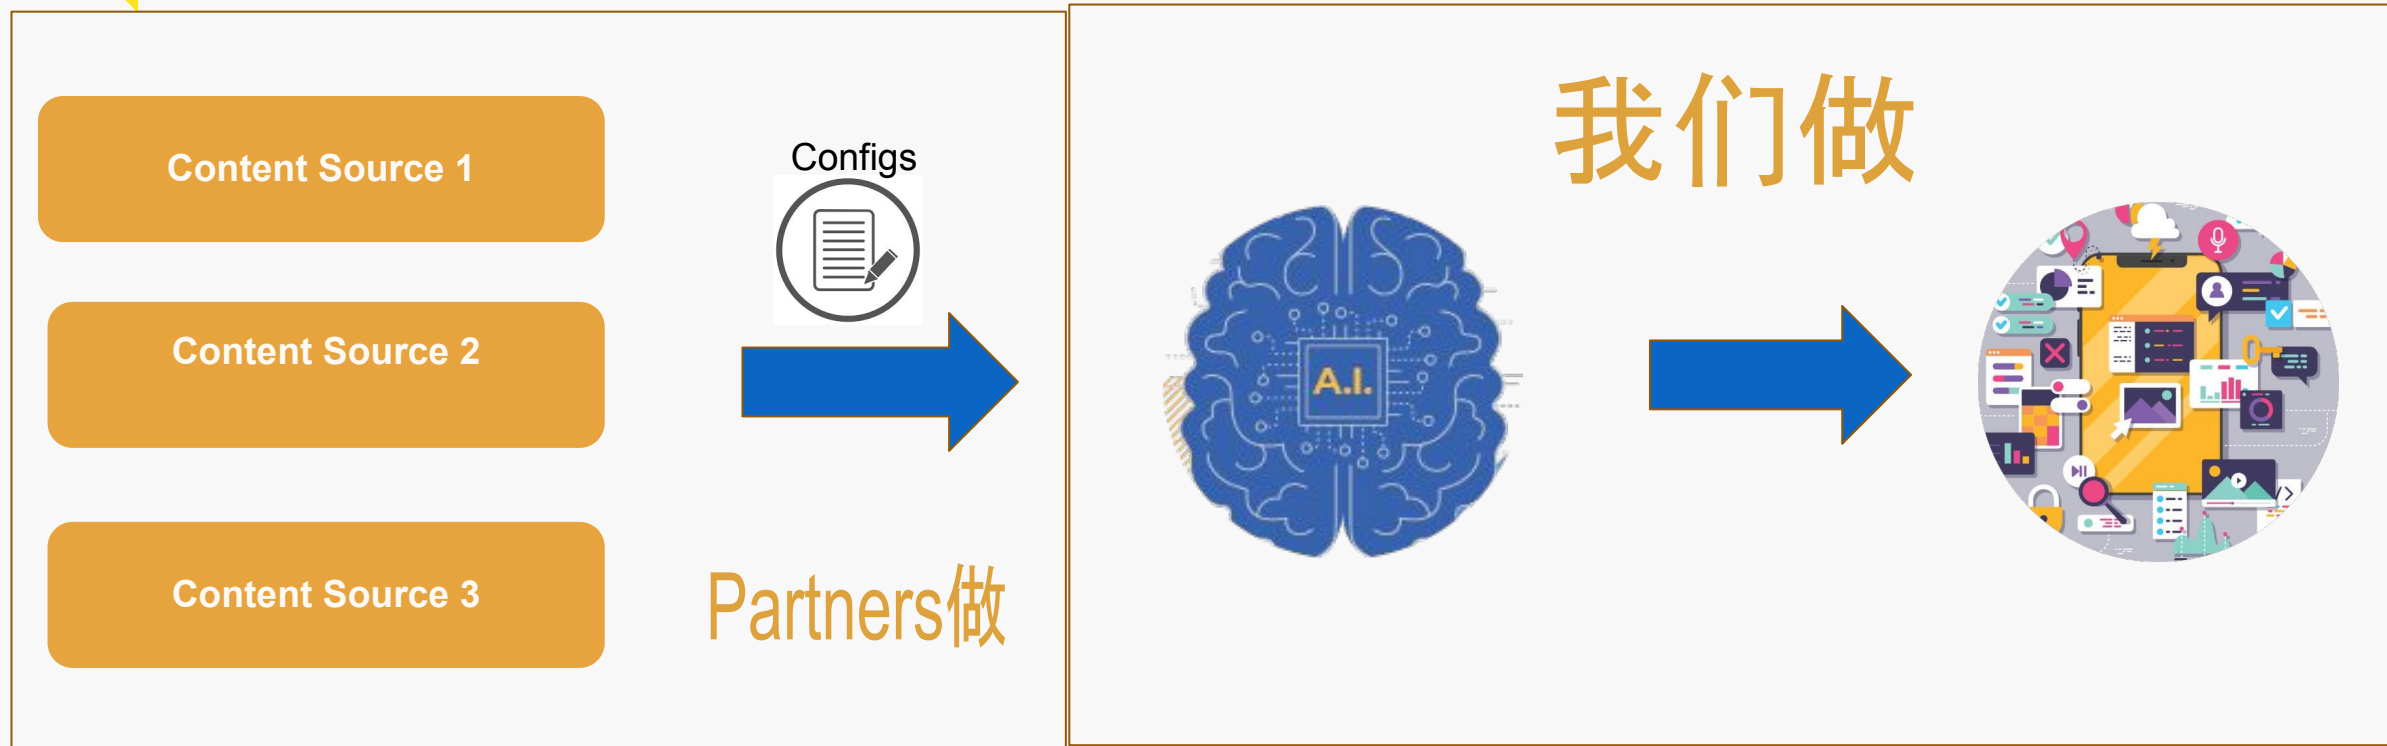 Content Source 1
Content Source 2
Content Source 3
Configs
Partners做
我们做
A.I.